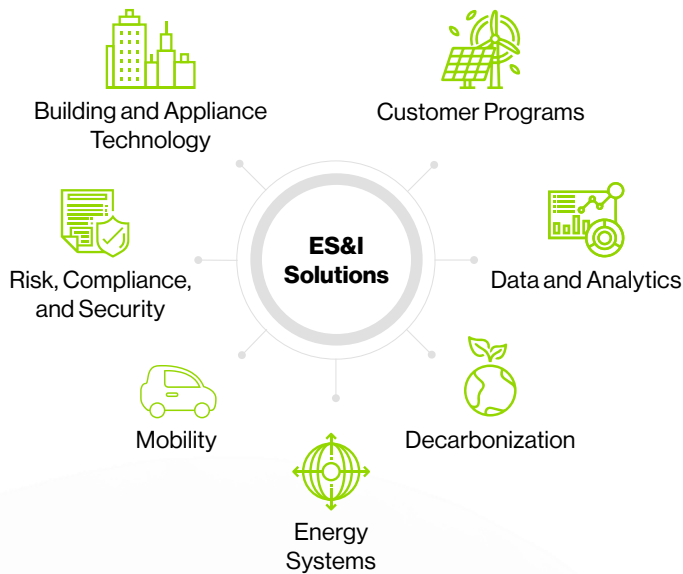 Building and Appliance
Technology
Customer Programs
Risk, Compliance,
and Security
ES&I
Solutions
Data and Analytics
Mobility
Decarbonization
Energy
Systems